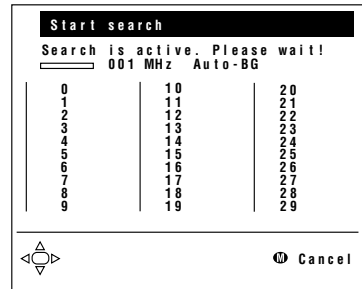 Start search
Search is active. Please wait!
001 MHz Auto-BG
0 10 20
1 11 21
2 12 22
3 13 23
4 14 24
5 15 25
6 16 26
7 17 27
8 18 28
9 19 29
M Cancel